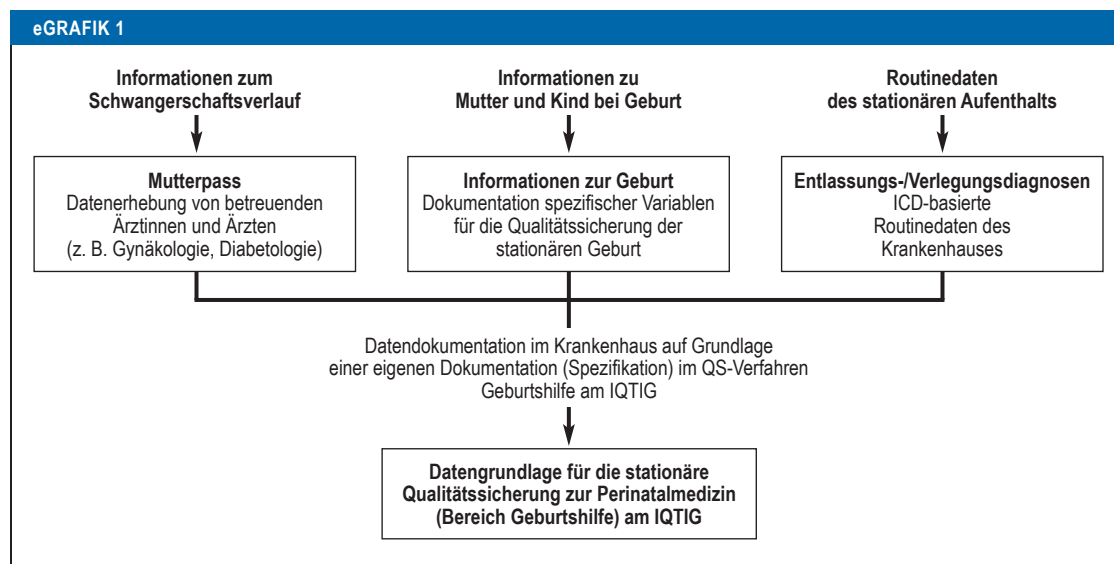 eGRAFIK 1
Informationen zum
Schwangerschaftsverlauf
Mutterpass
Datenerhebung von betreuenden
Ärztinnen und Ärzten
(z. B. Gynäkologie, Diabetologie)
Informationen zu
Mutter und Kind bei Geburt
Informationen zur Geburt
Dokumentation spezifischer Variablen
für die Qualitätssicherung der
stationären Geburt
Routinedaten
des stationären Aufenthalts
Entlassungs-/Verlegungsdiagnosen
ICD-basierte
Routinedaten des
Krankenhauses
Datendokumentation im Krankenhaus auf Grundlage
einer eigenen Dokumentation (Spezifikation) im QS-Verfahren
Geburtshilfe am IQTIG
Datengrundlage für die stationäre
Qualitätssicherung zur Perinatalmedizin
(Bereich Geburtshilfe) am IQTIG